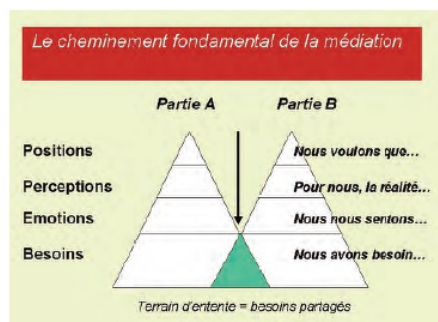 Le cheminement fondamental de la médiation
Partie A Partie B
Positions Nous voulons que...
Perceptions Pour nous, la réalité...
Emotions Nous nous sentons...
Besoins Nous avons besoin...
Terrain d'entente = besoins partagés